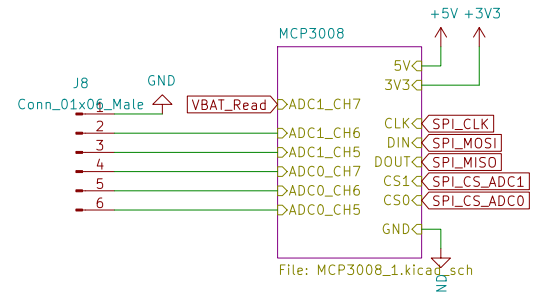 +5V +3V3
MCP3008
5V
3V3
J8
GND
Conn_01x06_Male
1
VBAT_Read ADC1_CH7
2 ADC1_CH6
3 ADC1_CH5
4 ADC0_CH7
5 ADC0_CH6
6 ADC0_CH5
CLK SPI_CLK
DIN SPI_MOSI
DOUT SPI_MISO
CS1 SPI_CS_ADC1
CS0 SPI_CS_ADC0
GND
File: MCP3008_1.kicad_sch